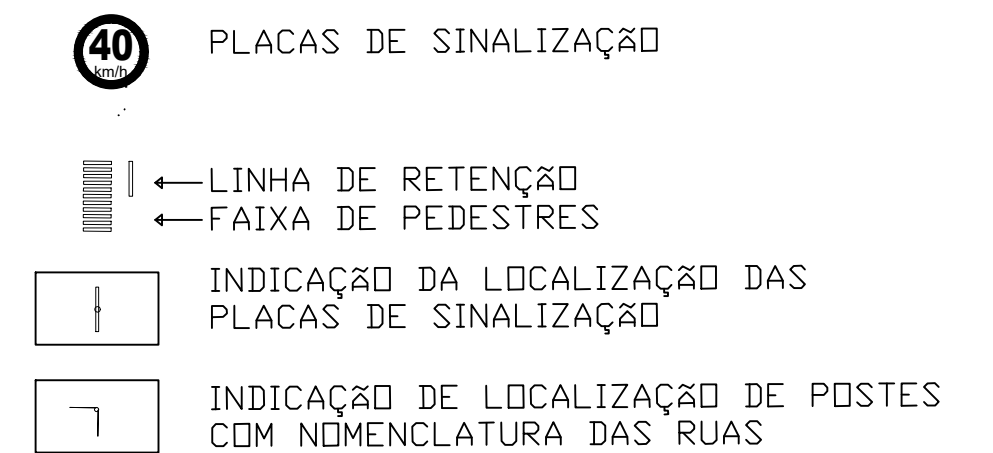 40
km/h
PLACAS DE SINALIZAÇÃO
LINHA DE RETENÇÃO
FAIXA DE PEDESTRES
INDICAÇÃO DA LOCALIZAÇÃO DAS
PLACAS DE SINALIZAÇÃO
INDICAÇÃO DE LOCALIZAÇÃO DE POSTES
COM NOMENCLATURA DAS RUAS